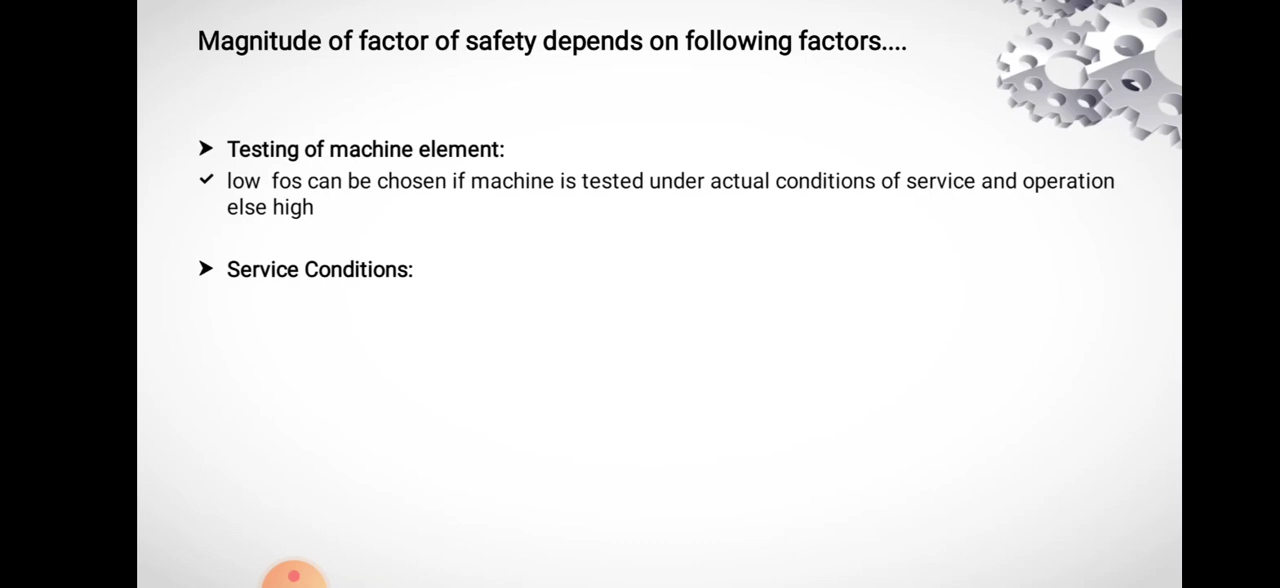 Magnitude of factor of safety depends on following factors....
➤ Testing of machine element:
✓ low  fos can be chosen if machine is tested under actual conditions of service and operation
else high
➤ Service Conditions: